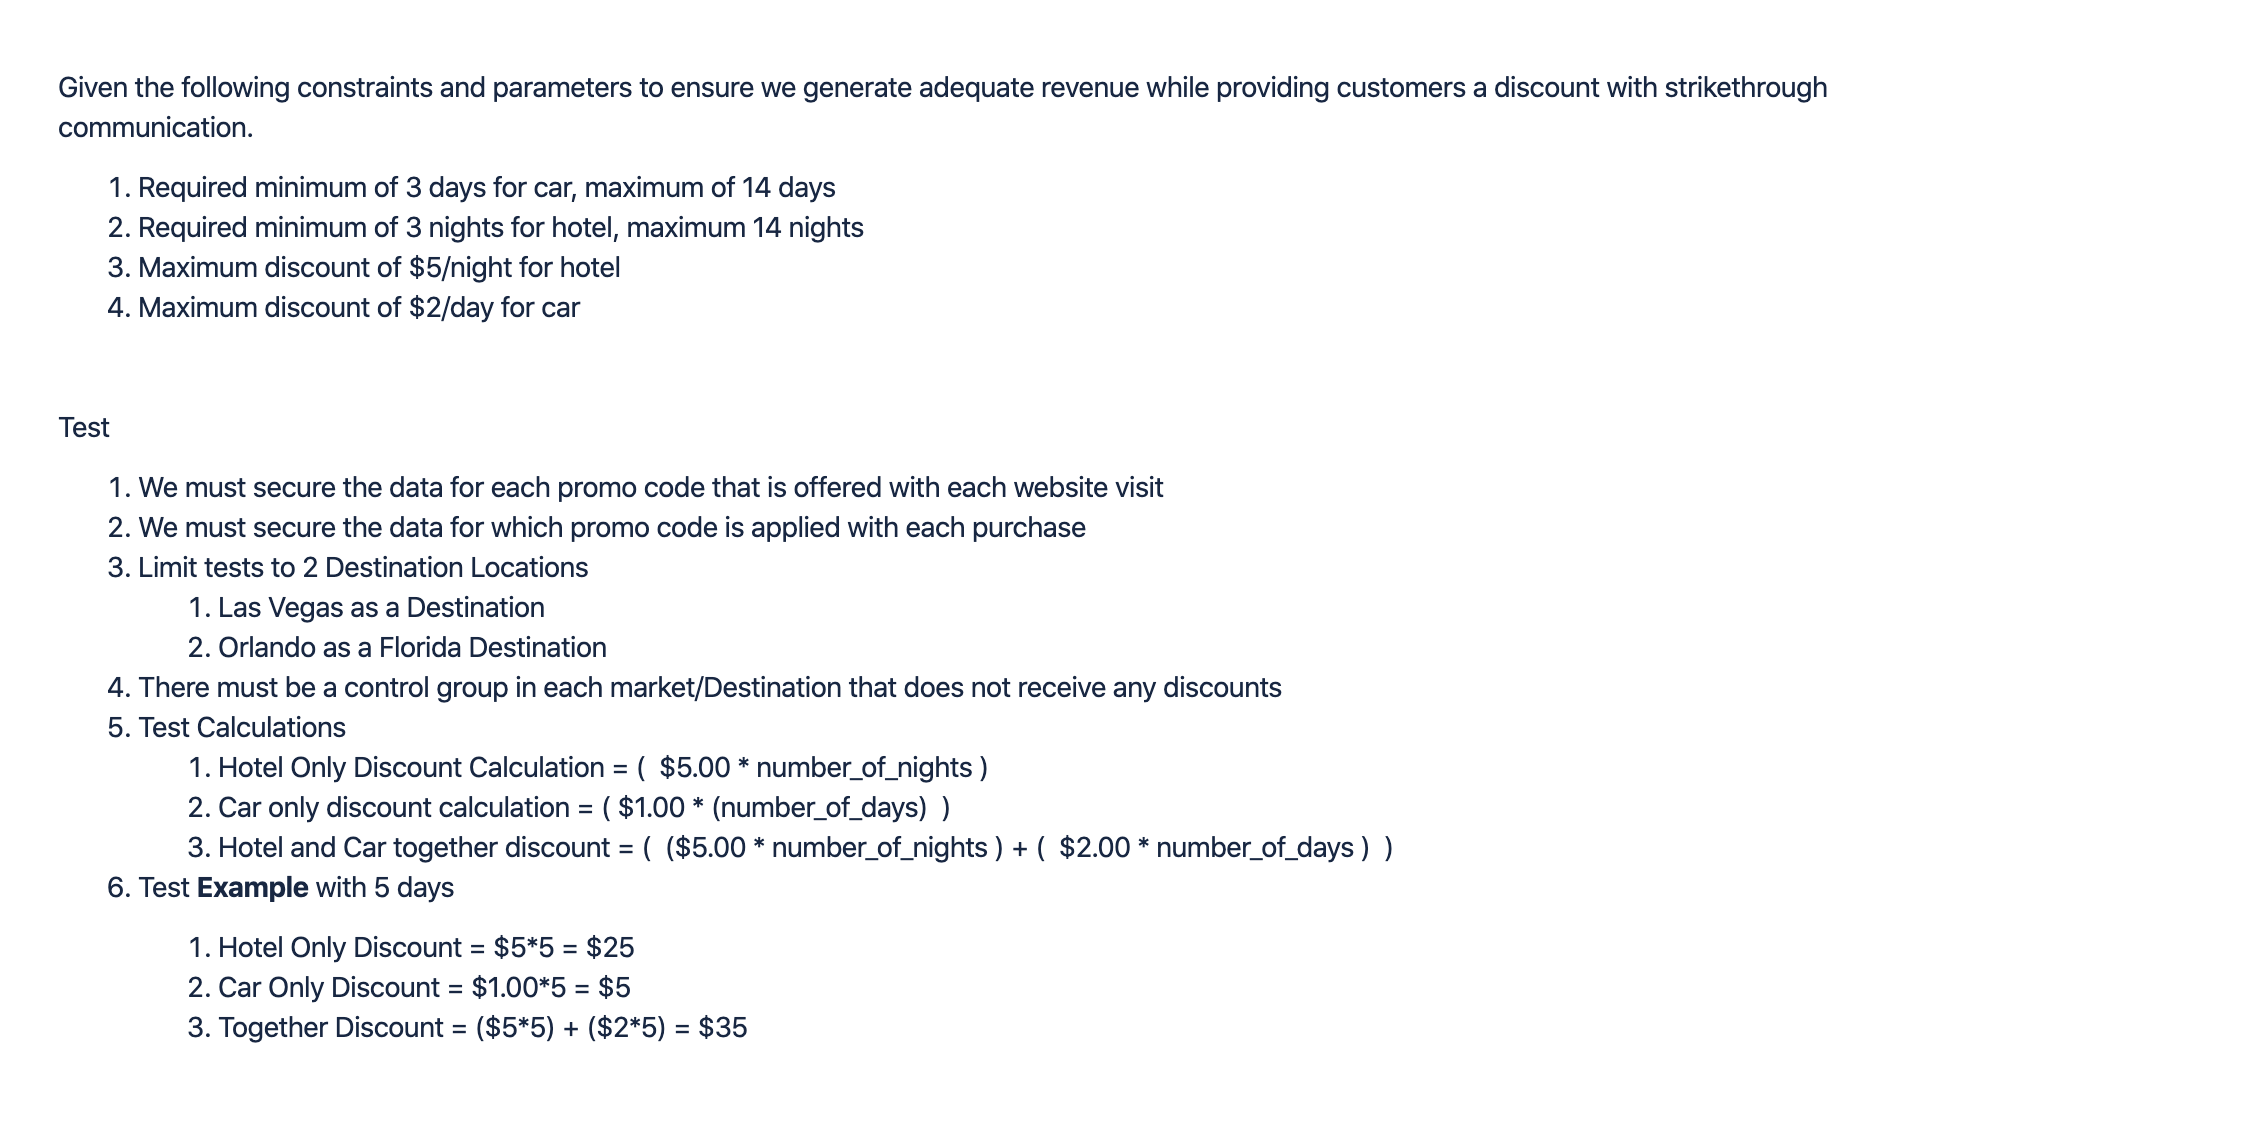 Given the following constraints and parameters to ensure we generate adequate revenue while providing customers a discount with strikethrough
communication.
1. Required minimum of 3 days for car, maximum of 14 days
2. Required minimum of 3 nights for hotel, maximum 14 nights
3. Maximum discount of $5/night for hotel
4. Maximum discount of $2/day for car
Test
1. We must secure the data for each promo code that is offered with each website visit
2. We must secure the data for which promo code is applied with each purchase
3. Limit tests to 2 Destination Locations
1. Las Vegas as a Destination
2. Orlando as a Florida Destination
4. There must be a control group in each market/Destination that does not receive any discounts
5. Test Calculations
1. Hotel Only Discount Calculation = (  $5.00 * number_of_nights )
2. Car only discount calculation = ( $1.00 * (number_of_days)  )
3. Hotel and Car together discount = (  ($5.00 * number_of_nights ) + (  $2.00 * number_of_days )  )
6. Test Example with 5 days
1. Hotel Only Discount = $5*5 = $25
2. Car Only Discount = $1.00*5 = $5
3. Together Discount = ($5*5) + ($2*5) = $35